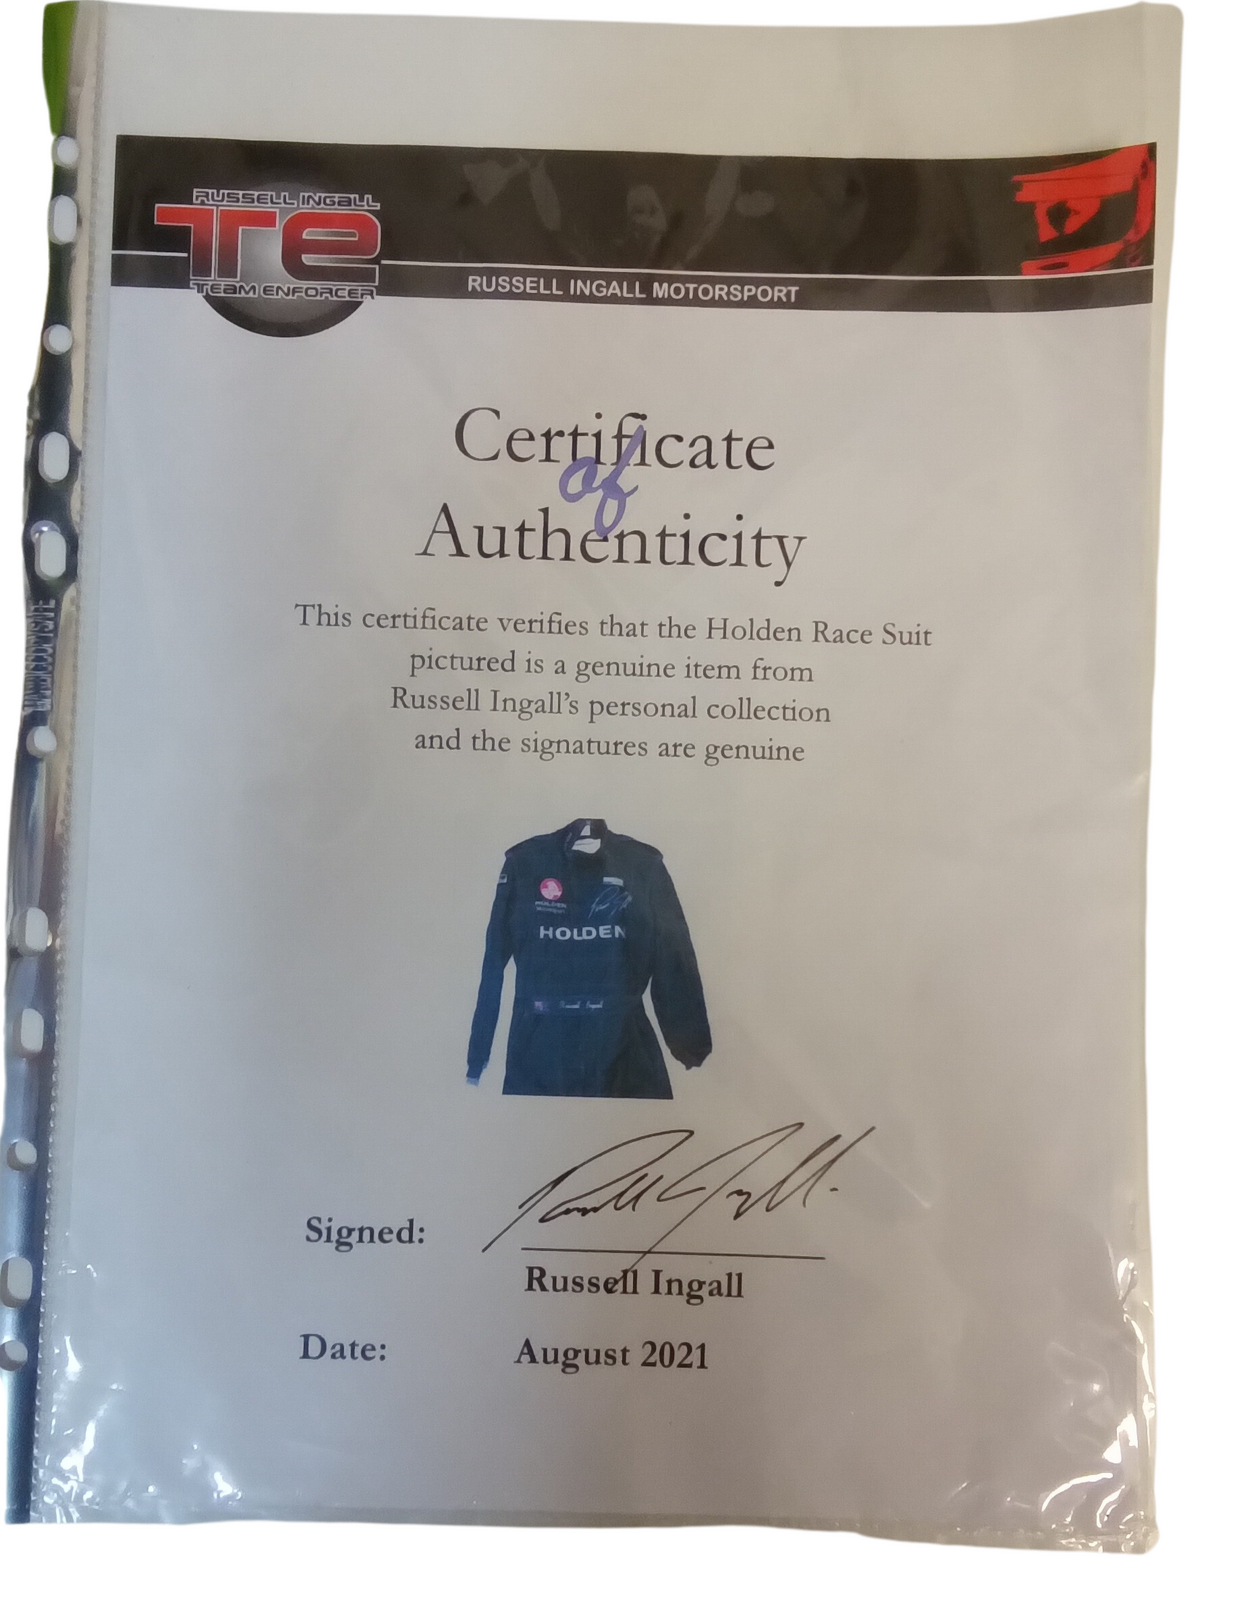 RUSSELL INGALL
Te
TEAM ENFORCER
RUSSELL INGALL MOTORSPORT
Certificate
of
Authenticity
This certificate verifies that the Holden Race Suit
pictured is a genuine item from
Russell Ingall's personal collection
and the signatures are genuine
HOLDEN
Signed:
Russell Ingall
Date: August 2021